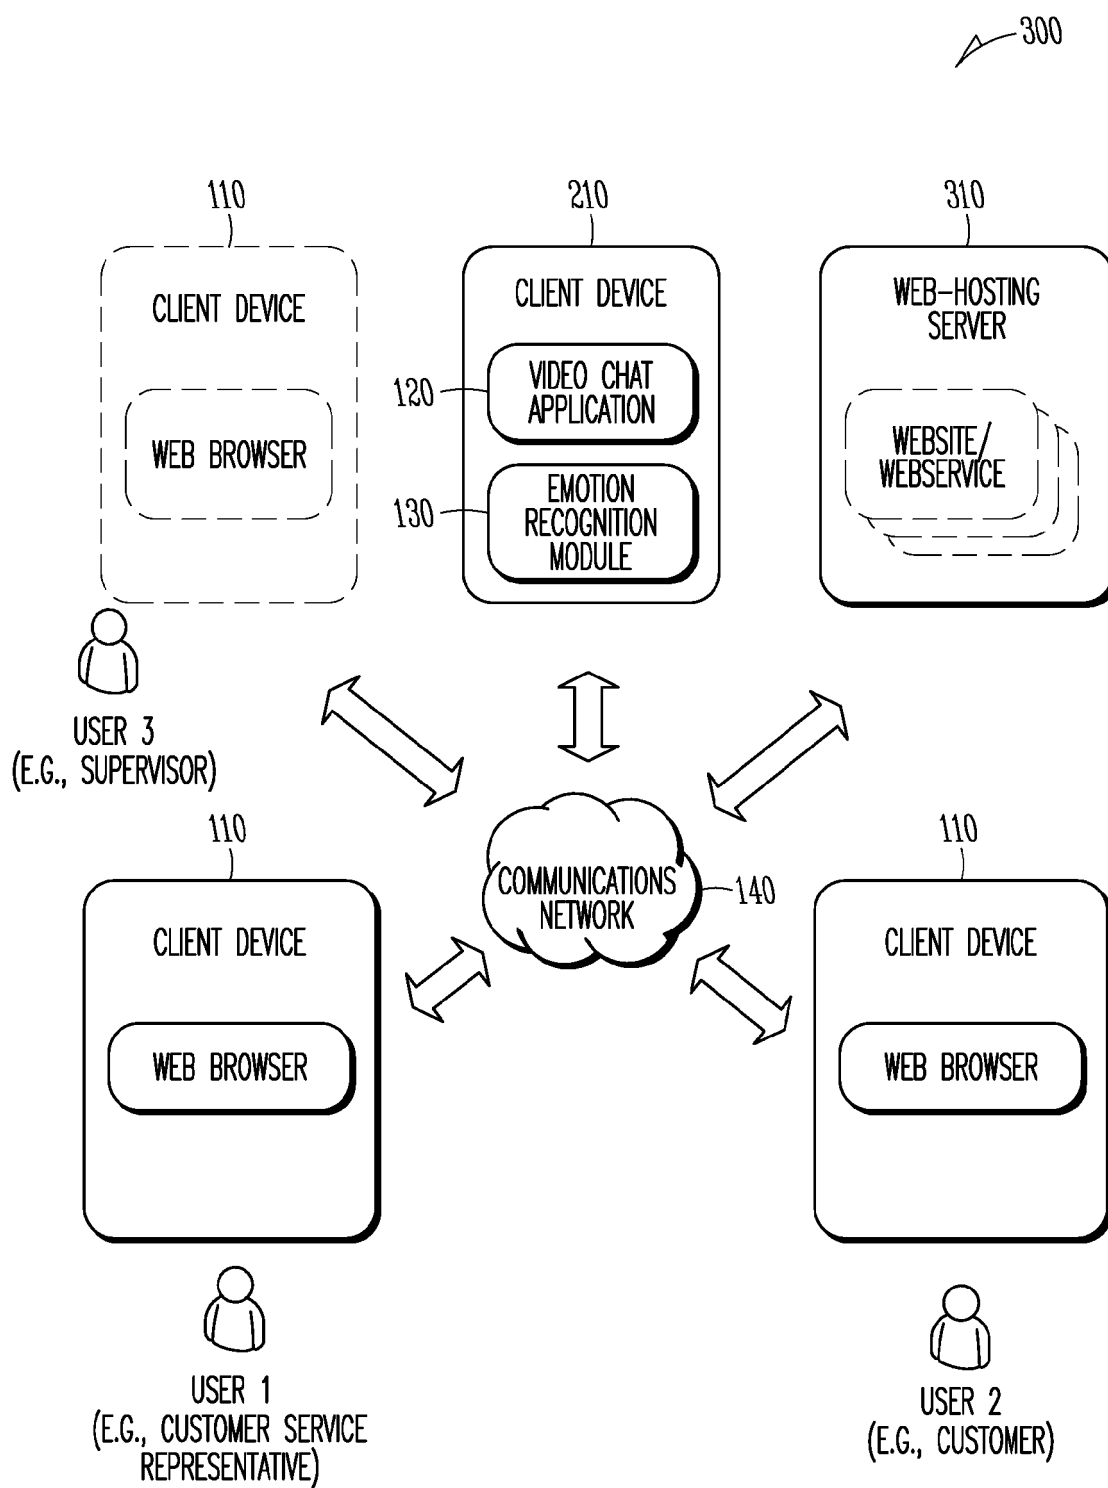 300
110
CLIENT DEVICE
WEB BROWSER
USER 3
(E.G., SUPERVISOR)
210
CLIENT DEVICE
120
VIDEO CHAT
APPLICATION
130
EMOTION
RECOGNITION
MODULE
310
WEB-HOSTING
SERVER
WEBSITE/
WEBSERVICE
COMMUNICATIONS
NETWORK
140
110
CLIENT DEVICE
WEB BROWSER
USER 1
(E.G., CUSTOMER SERVICE
REPRESENTATIVE)
110
CLIENT DEVICE
WEB BROWSER
USER 2
(E.G., CUSTOMER)